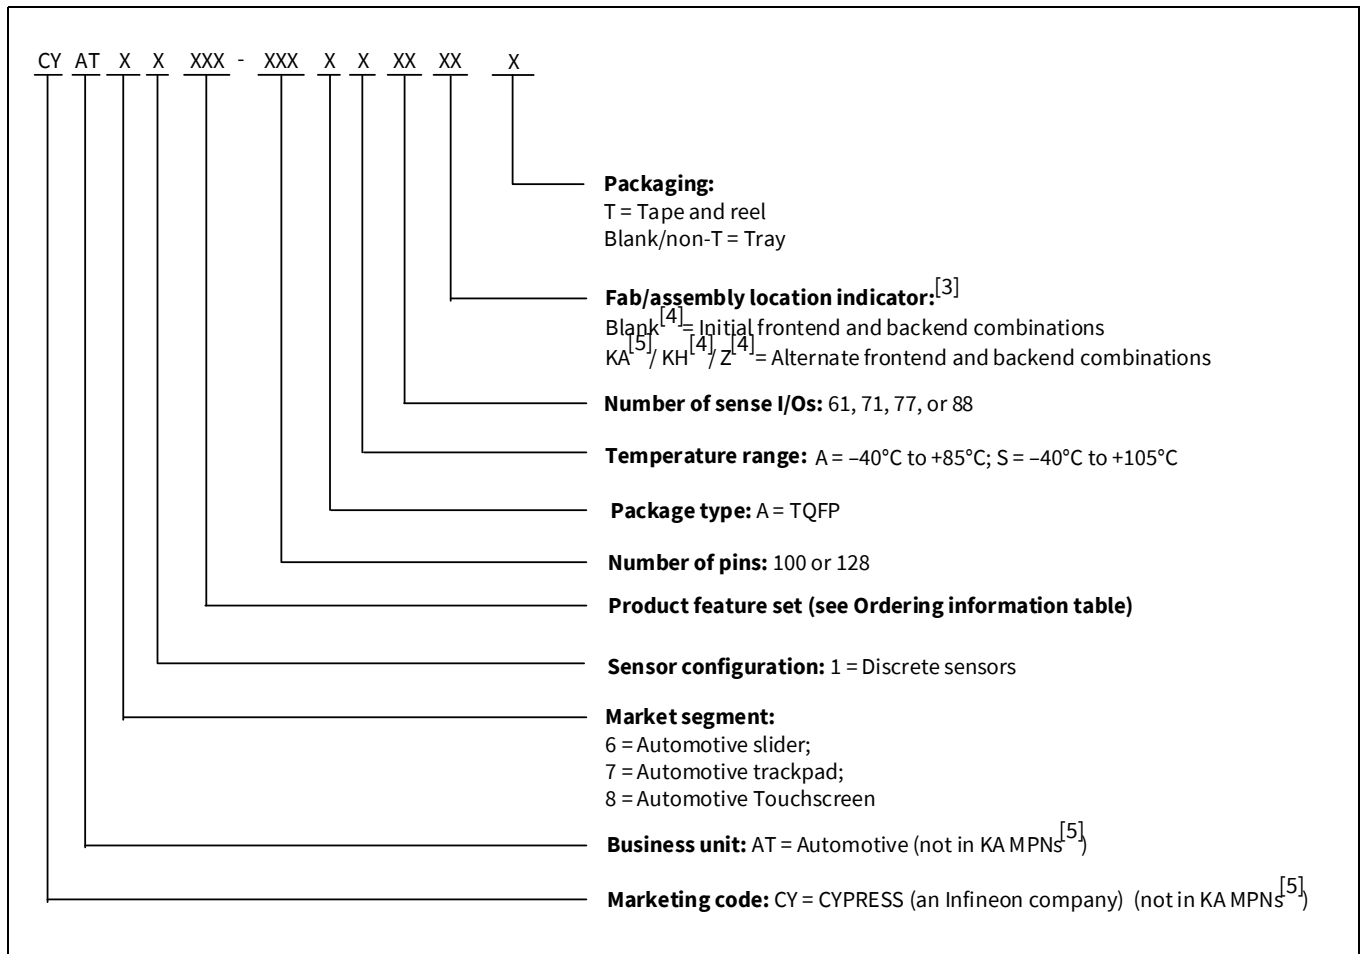 CY AT X X XXX - XXX X X XX XX X
Packaging:
T = Tape and reel
Blank/non-T = Tray
Fab/assembly location indicator:[3]
Blank[4]= Initial frontend and backend combinations
KA[5]/ KH[4]/ Z[4]= Alternate frontend and backend combinations
Number of sense I/Os: 61, 71, 77, or 88
Temperature range: A = –40°C to +85°C; S = –40°C to +105°C
Package type: A = TQFP
Number of pins: 100 or 128
Product feature set (see Ordering information table)
Sensor configuration: 1 = Discrete sensors
Market segment:
6 = Automotive slider;
7 = Automotive trackpad;
8 = Automotive Touchscreen
Business unit: AT = Automotive (not in KA MPNs[5])
Marketing code: CY = CYPRESS (an Infineon company) (not in KA MPNs[5])